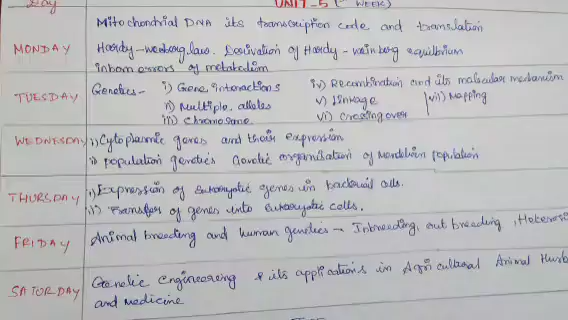 Day UNIT-5 ( WEEK)
Mitochondrial DNA its transcription code and translation
MONDAY Hardy-weinberg law. Derivation of Hardy-weinberg equilibrium
inborn errors of metabolism
TUESDAY Genetics- i) Gene interactions iv) Recombination and its molecular mechanism
ii) Multiple alleles v) Linkage vii) Mapping
iii) Chromosome vi) Crossing over
WEDNESDAY i) Cytoplasmic genes and their expression
ii) population genetics Genetic organisation of Mendelian population
THURSDAY i) Expression of eukaryotic genes in bacterial cells.
ii) Transfer of genes into eukaryotic cells.
FRIDAY Animal breeding and human genetics - Inbreeding, out breeding,
SATURDAY Genetic engineering & its applications in Agricultural Animal
and medicine